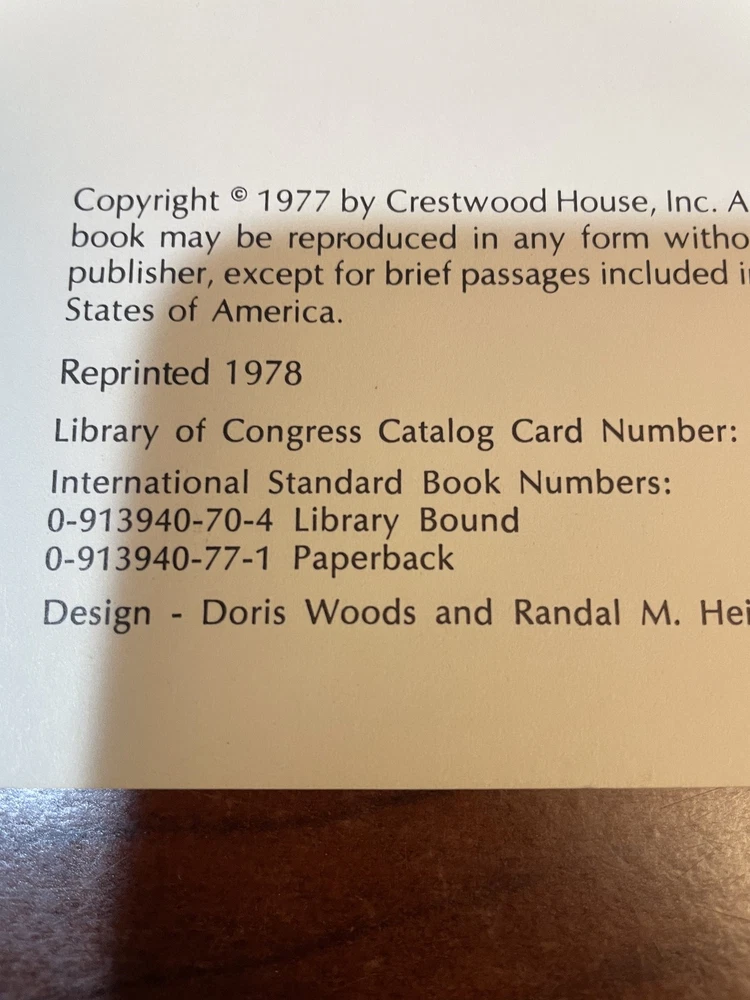 Copyright © 1977 by Crestwood House, Inc. A
book may be reproduced in any form witho
publisher, except for brief passages included i
States of America.
Reprinted 1978
Library of Congress Catalog Card Number:
International Standard Book Numbers:
0-913940-70-4 Library Bound
0-913940-77-1 Paperback
Design - Doris Woods and Randal M. Hei